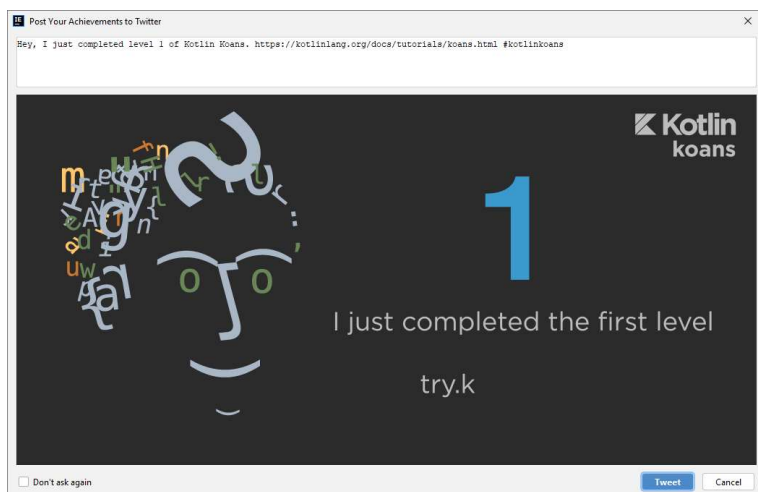 Post Your Achievements to Twitter
Hey, I just completed level 1 of Kotlin Koans. https://kotlinlang.org/docs/tutorials/koans.html #kotlinkoans
Kotlin
koans
1
I just completed the first level
try.k
Don't ask again
Tweet
Cancel